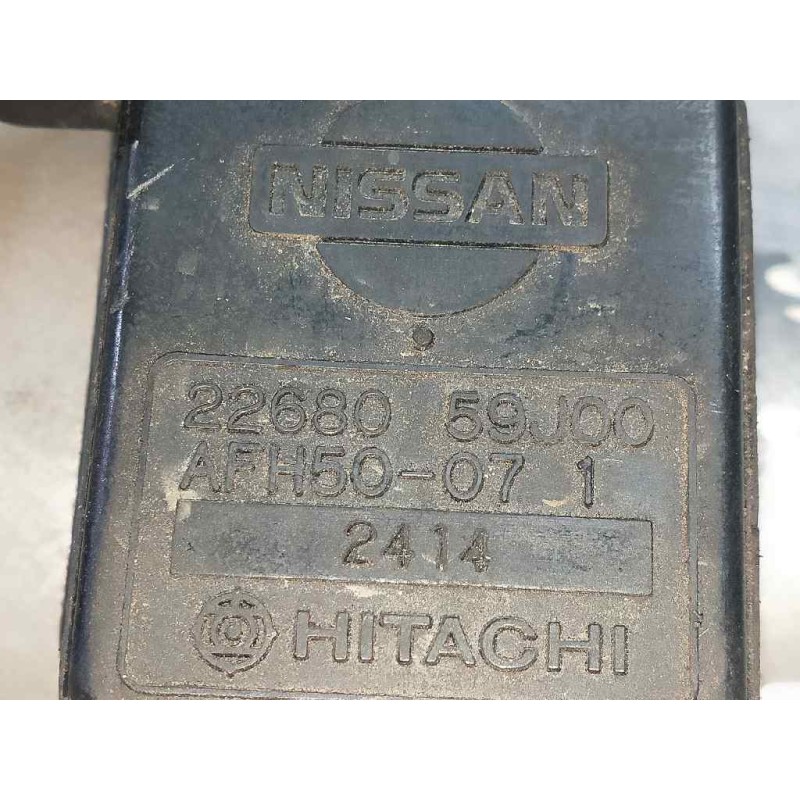 NISSAN
22680 59J00
AFH50-07 1
2414
HITACHI